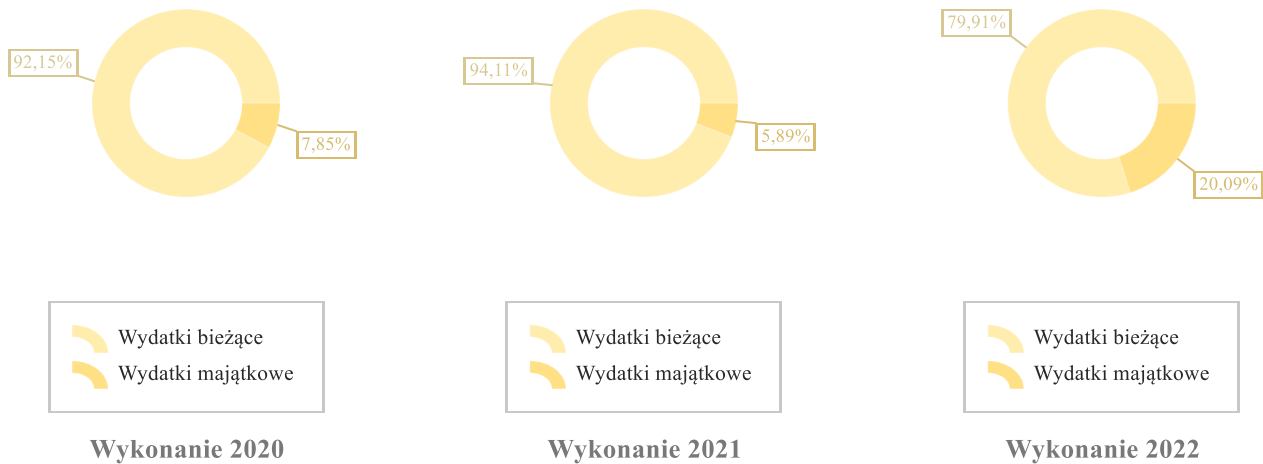 92,15%
7,85%
Wydatki bieżące
Wydatki majątkowe
Wykonanie 2020
94,11%
5,89%
Wydatki bieżące
Wydatki majątkowe
Wykonanie 2021
79,91%
20,09%
Wydatki bieżące
Wydatki majątkowe
Wykonanie 2022